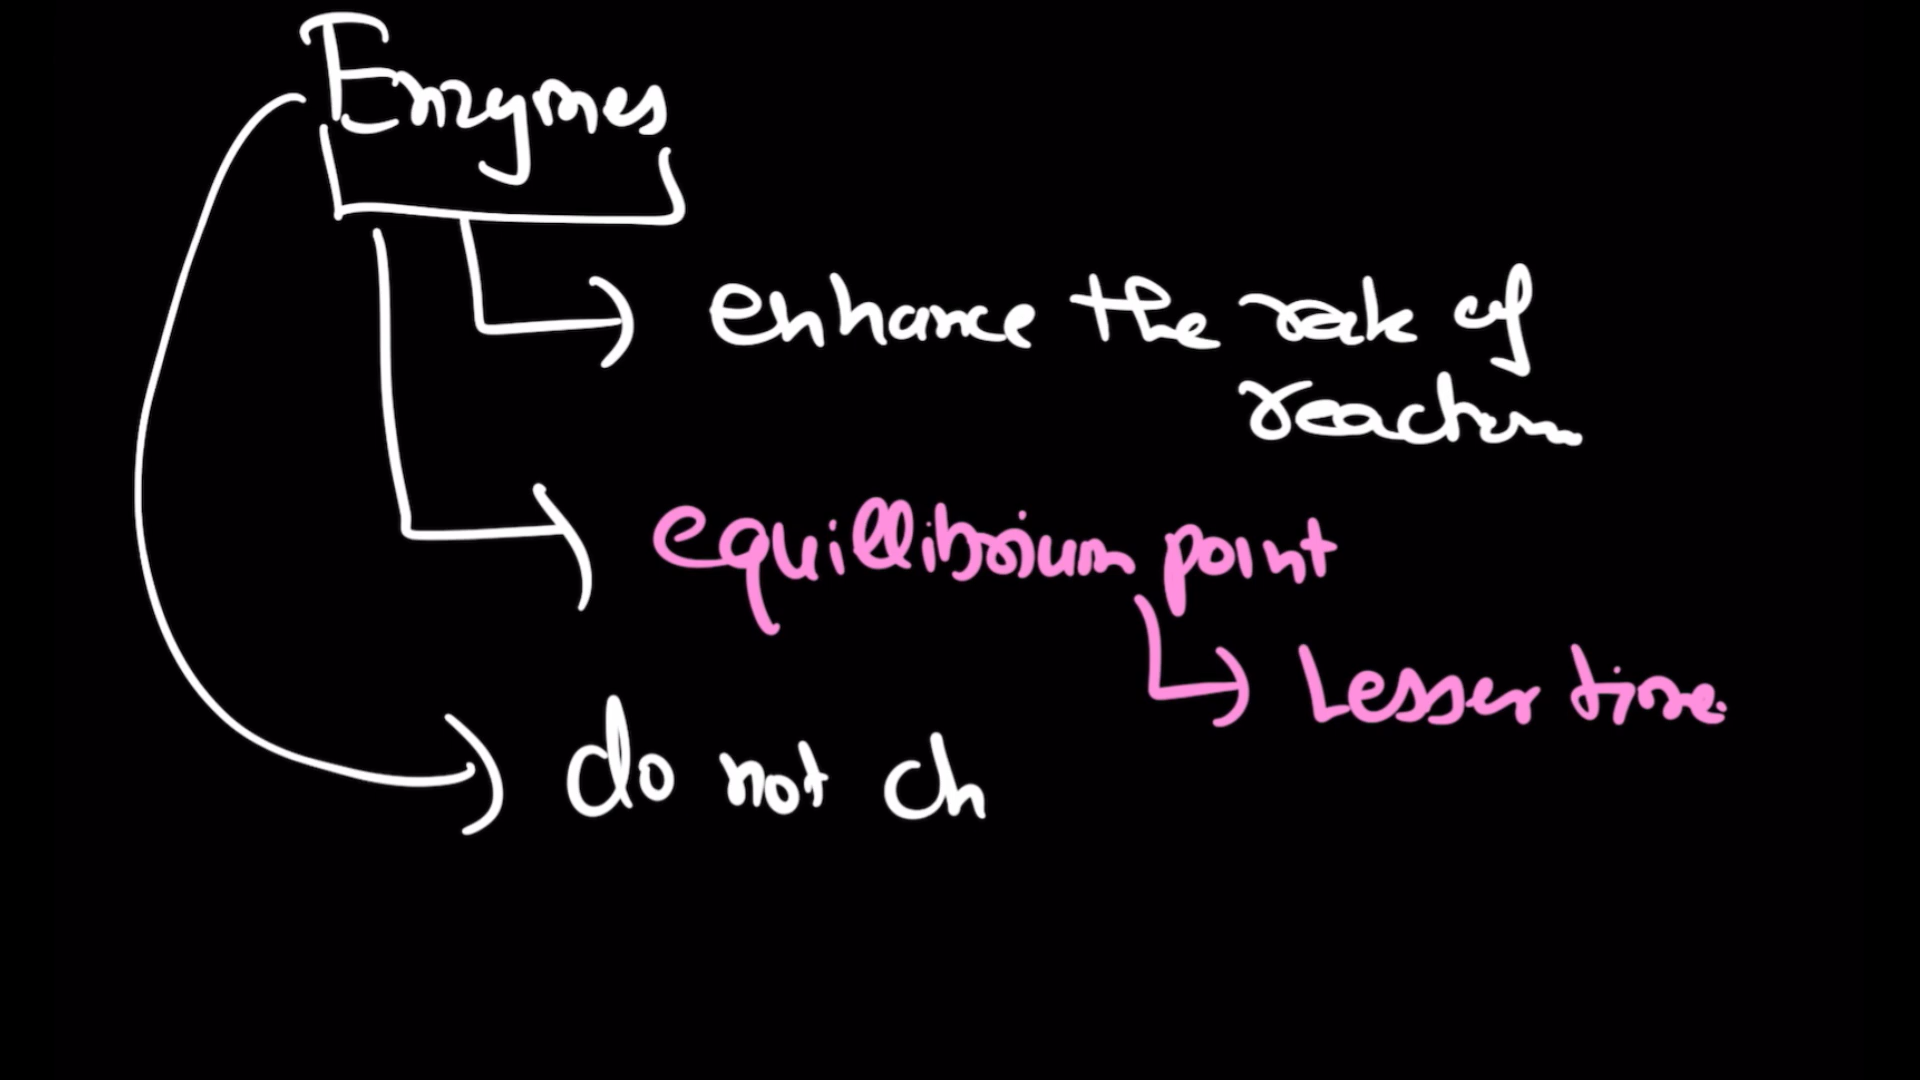 Enzymes
enhance the rate of
reaction
equillibrium point
Lesser time.
do not ch